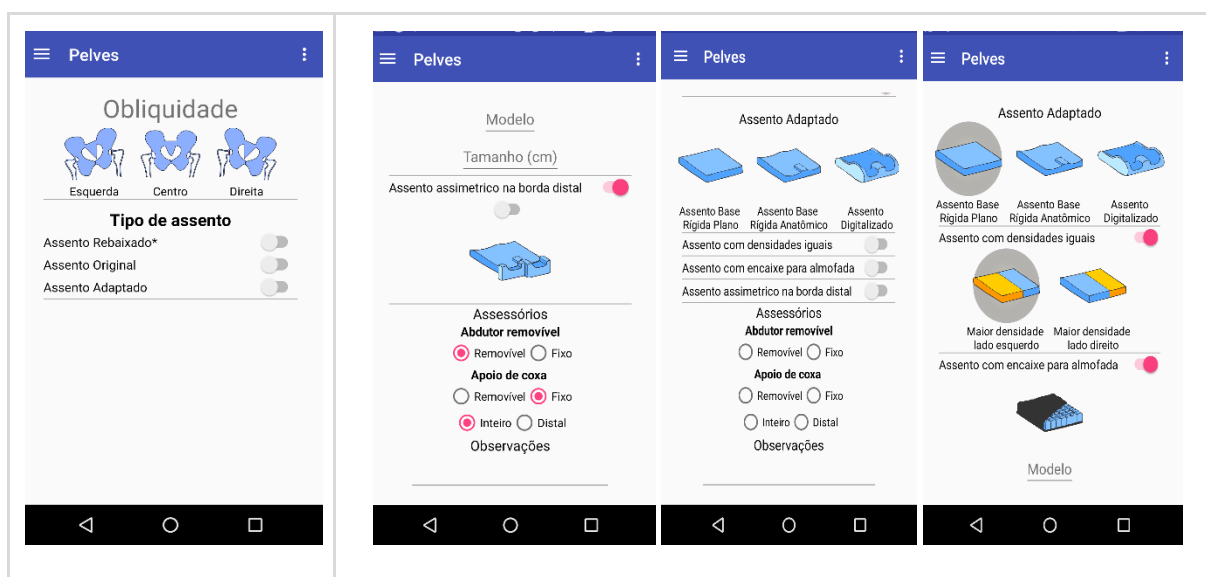 Pelves
Obliquidade
Esquerda Centro Direita
Tipo de assento
Assento Rebaixado*
Assento Original
Assento Adaptado
Pelves
Modelo
Tamanho (cm)
Assento assimetrico na borda distal
Assessórios
Abdutor removível
Removível Fixo
Apoio de coxa
Removível Fixo
Inteiro Distal
Observações
Pelves
Assento Adaptado
Assento Base Assento Base Assento
Rígida Plano Rígida Anatômico Digitalizado
Assento com densidades iguais
Assento com encaixe para almofada
Assento assimetrico na borda distal
Assessórios
Abdutor removível
Removível Fixo
Apoio de coxa
Removível Fixo
Inteiro Distal
Observações
Pelves
Assento Adaptado
Assento Base Assento Base Assento
Rígida Plano Rígida Anatômico Digitalizado
Assento com densidades iguais
Maior densidade Maior densidade
lado esquerdo lado direito
Assento com encaixe para almofada
Modelo